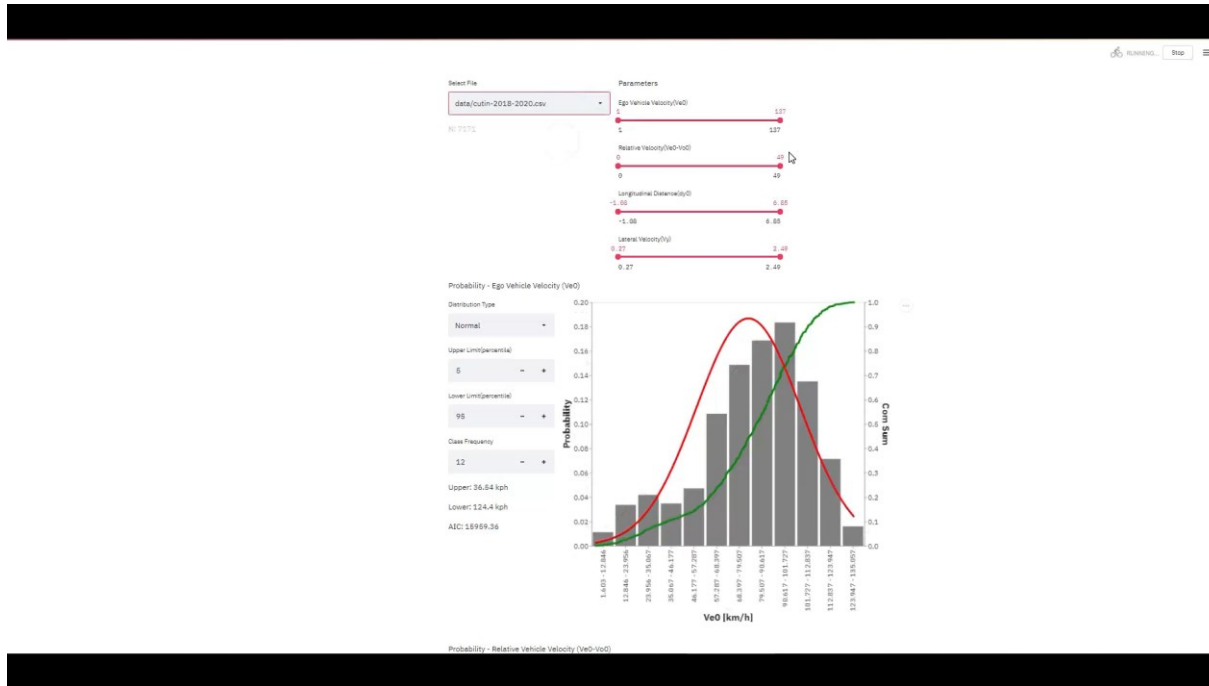 RUNNING...
Stop
Select File
data/cutin-2018-2020.csv
N: 7171
Parameters
Ego Vehicle Velocity(Ve0)
1 137
1 137
Relative Velocity(Ve0-Vo0)
0 49
0 49
Longitudinal Distance(dy0)
-1.08 6.85
-1.08 6.85
Lateral Velocity(Vy)
0.27 2.49
0.27 2.49
Probability - Ego Vehicle Velocity (Ve0)
Distribution Type
Normal
Upper Limit(percentile)
5 - +
Lower Limit(percentile)
95 - +
Class Frequency
12 - +
Upper: 36.54 kph
Lower: 124.4 kph
AIC: 15959.36
Probability
0.20
0.18
0.16
0.14
0.12
0.10
0.08
0.06
0.04
0.02
0.00
1.0
0.9
0.8
0.7
0.6
0.5
0.4
0.3
0.2
0.1
0.0
Com Sum
1.603 - 12.846
12.846 - 23.956
23.956 - 35.067
35.067 - 46.177
46.177 - 57.287
57.287 - 68.397
68.397 - 79.507
79.507 - 90.617
90.617 - 101.727
101.727 - 112.837
112.837 - 123.947
123.947 - 135.057
Ve0 [km/h]
Probability - Relative Vehicle Velocity (Ve0-Vo0)